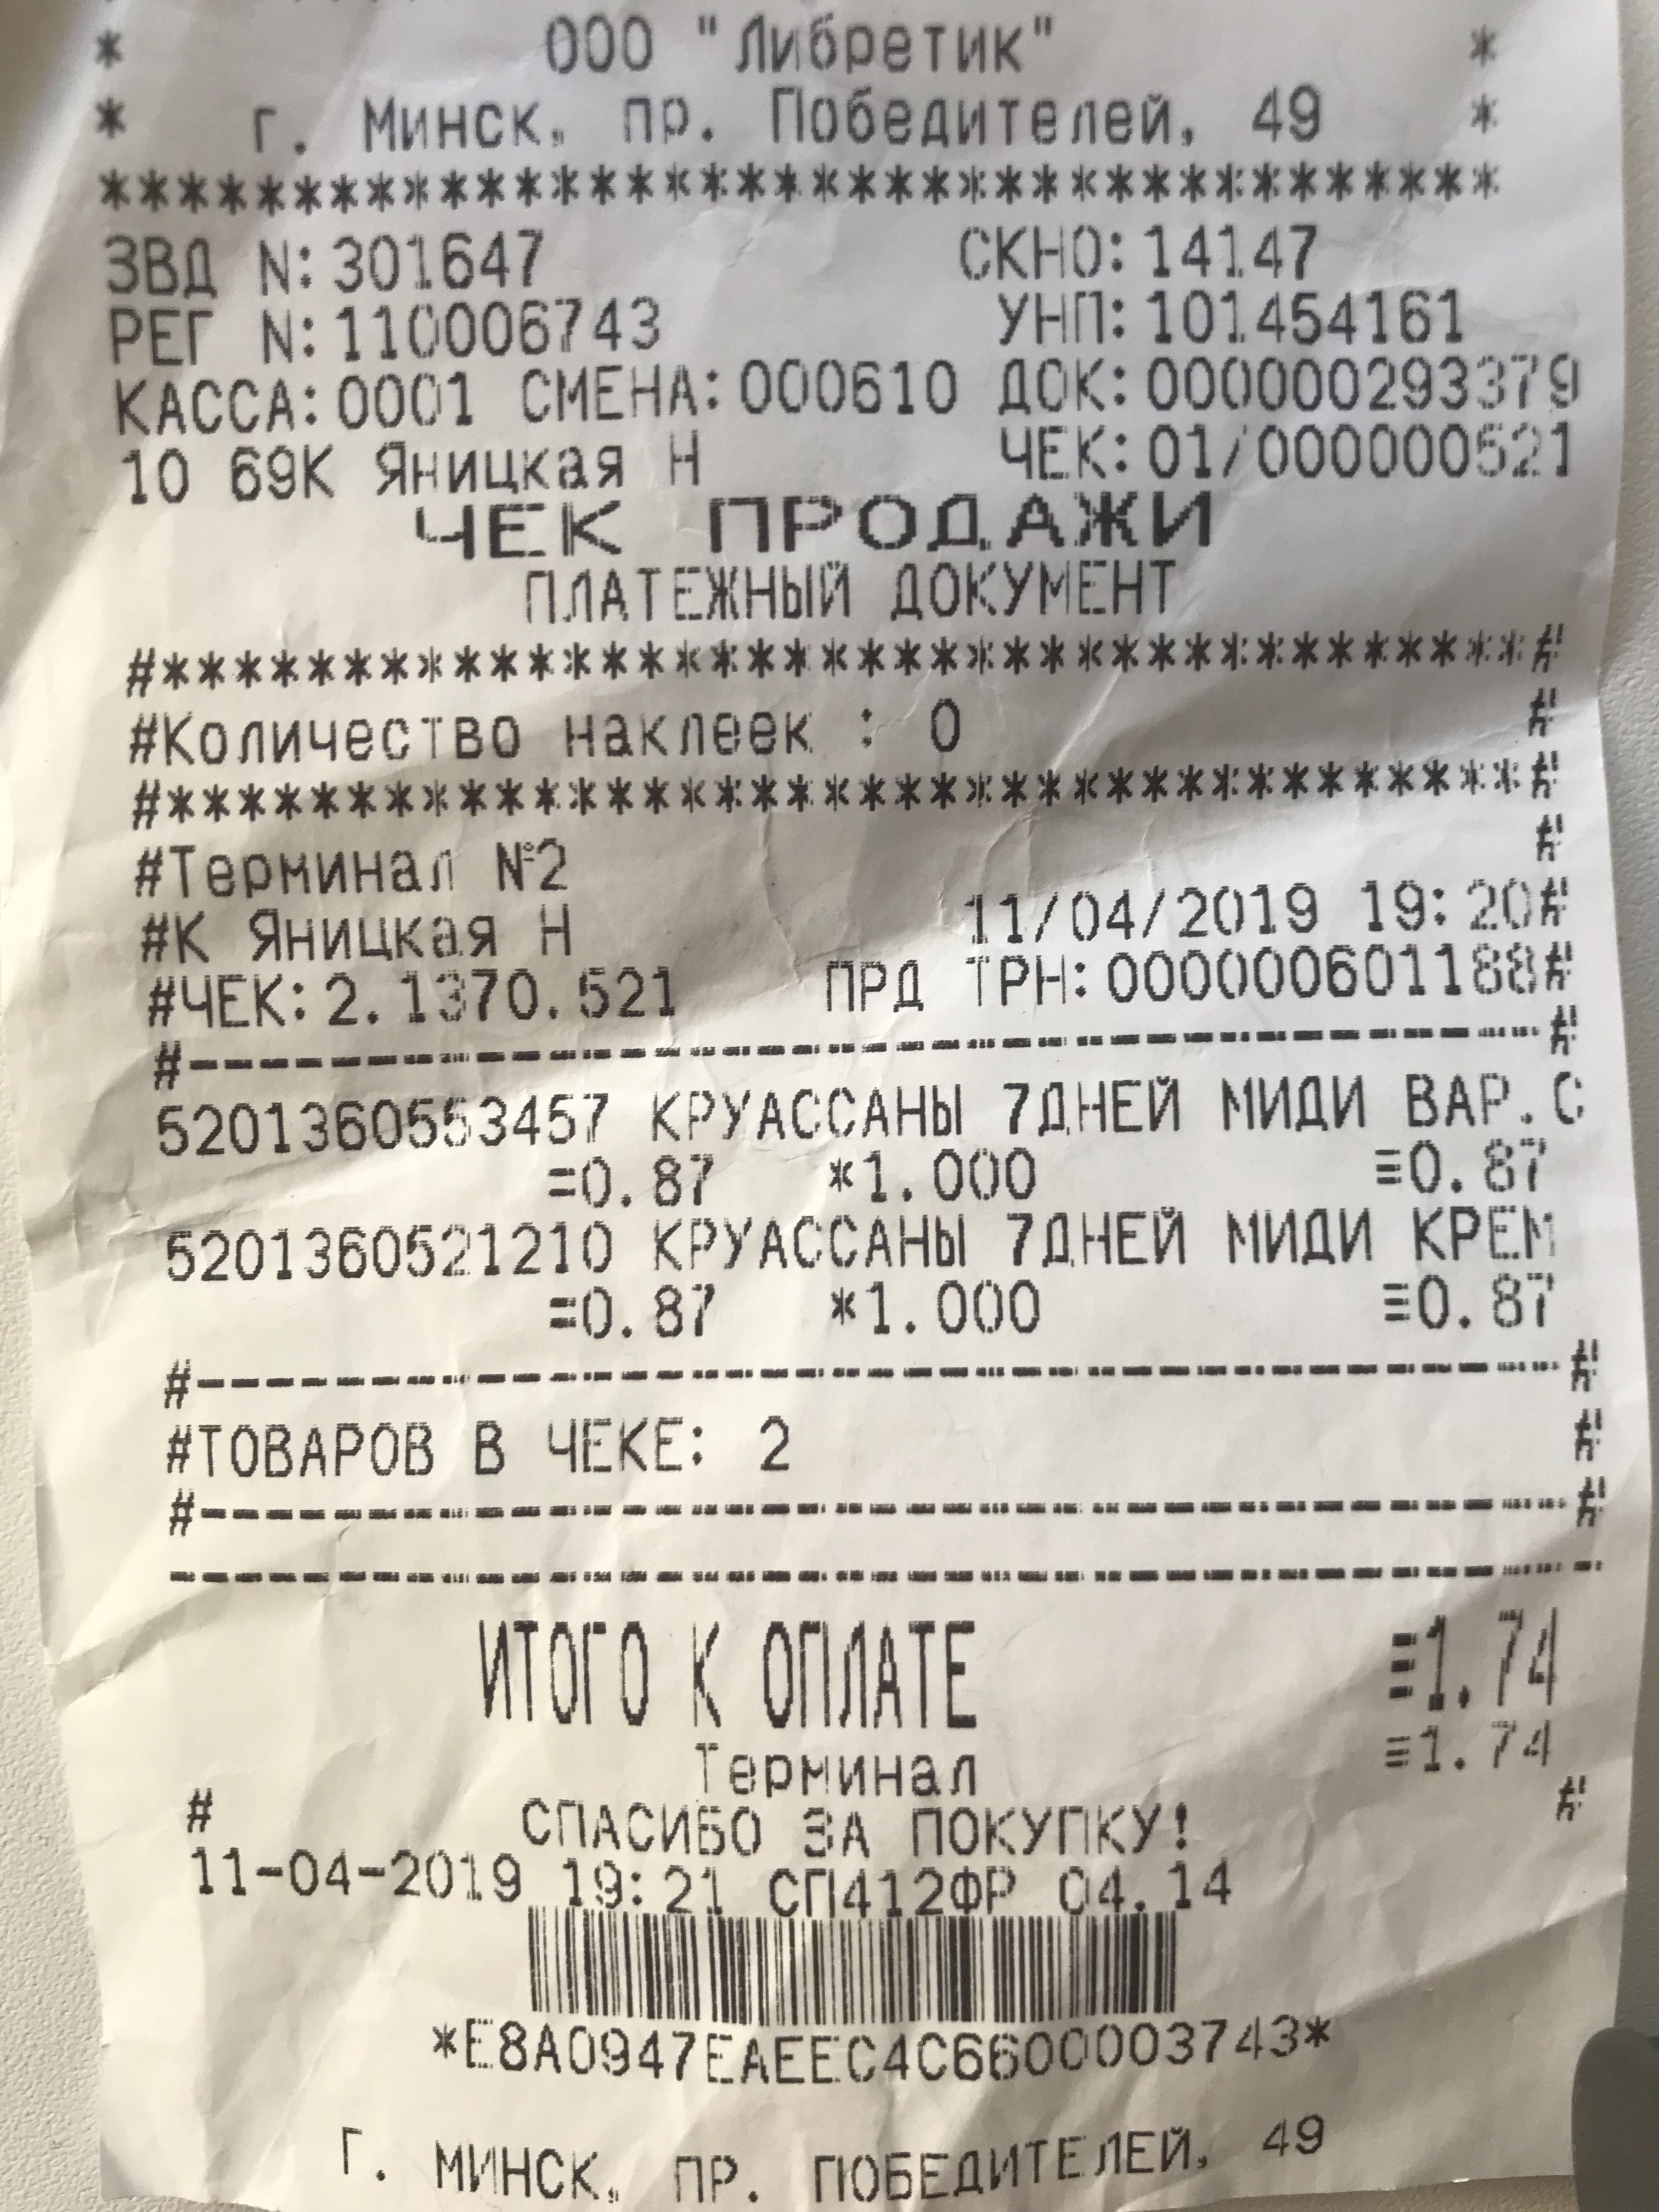 * ООО "Либретик" *
* г. Минск, пр. Победителей, 49 *
**************************************
ЗВД N:301647 СКНО:14147
РЕГ N:110006743 УНП:101454161
КАССА:0001 СМЕНА:000610 ДОК:000000293379
10 69К Яницкая Н ЧЕК:01/000000521
ЧЕК ПРОДАЖИ
ПЛАТЕЖНЫЙ ДОКУМЕНТ
#**************************************#
#Количество наклеек : 0 #
#**************************************#
#Терминал №2 #
#К Яницкая Н 11/04/2019 19:20#
#ЧЕК:2.1370.521 ПРД ТРН:000000601188#
#--------------------------------------#
5201360553457 КРУАССАНЫ 7ДНЕЙ МИДИ ВАР.С
=0.87 *1.000 ≡0.87
5201360521210 КРУАССАНЫ 7ДНЕЙ МИДИ КРЕМ
=0.87 *1.000 ≡0.87
#--------------------------------------#
#ТОВАРОВ В ЧЕКЕ: 2 #
#--------------------------------------#
----------------------------------------
ИТОГО К ОПЛАТЕ ≡1.74
Терминал ≡1.74
# СПАСИБО ЗА ПОКУПКУ! #
11-04-2019 19:21 СП412ФР 04.14
*E8A0947EAEEC4C6600003743*
Г. МИНСК, ПР. ПОБЕДИТЕЛЕЙ, 49